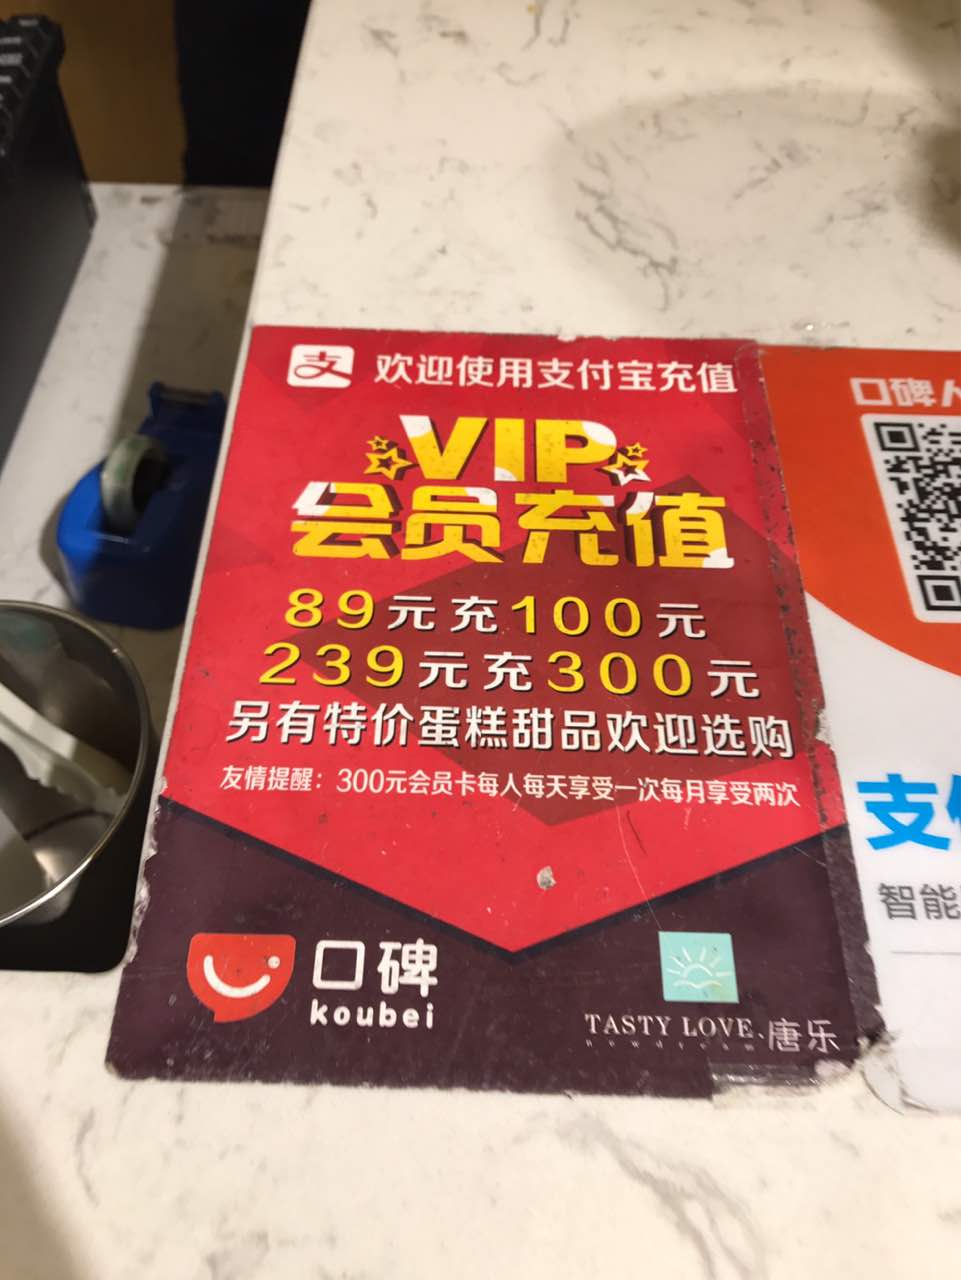 支 欢迎使用支付宝充值
VIP
会员充值
89元充100元
239元充300元
另有特价蛋糕甜品欢迎选购
友情提醒：300元会员卡每人每天享受一次每月享受两次
口碑
koubei
TASTY LOVE 唐乐
口碑
支
智能